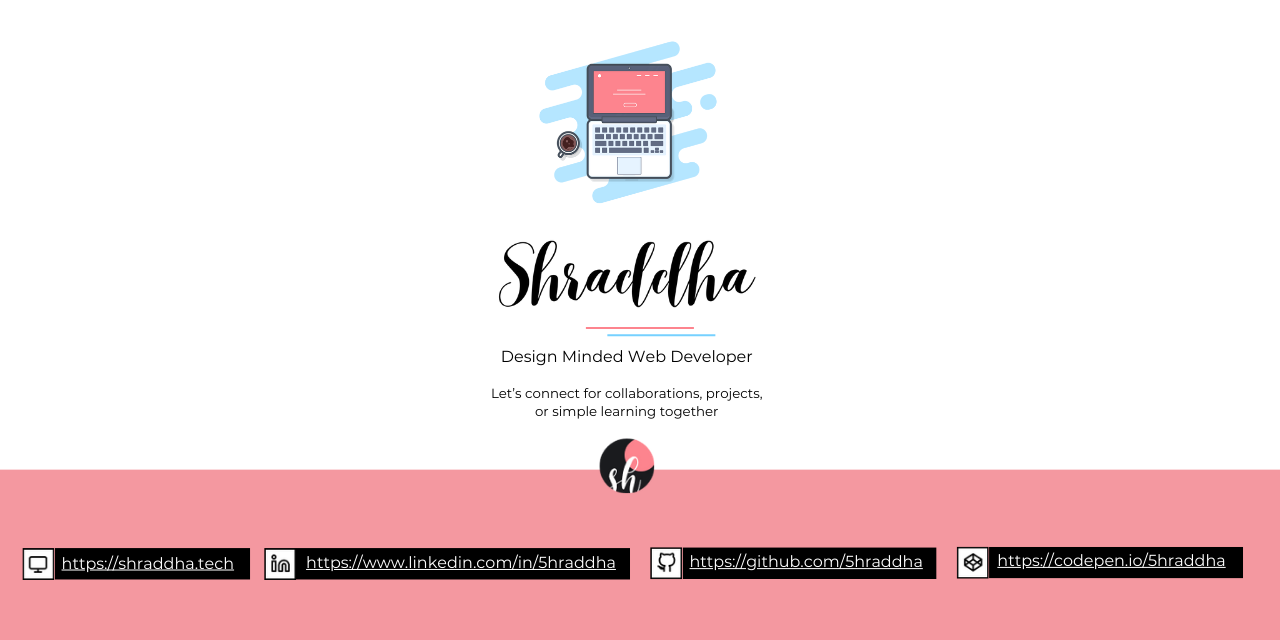 Shraddha
Design Minded Web Developer
Let's connect for collaborations, projects,
or simple learning together
sh
https://shraddha.tech
https://www.linkedin.com/in/5hraddha
https://github.com/5hraddha
https://codepen.io/5hraddha